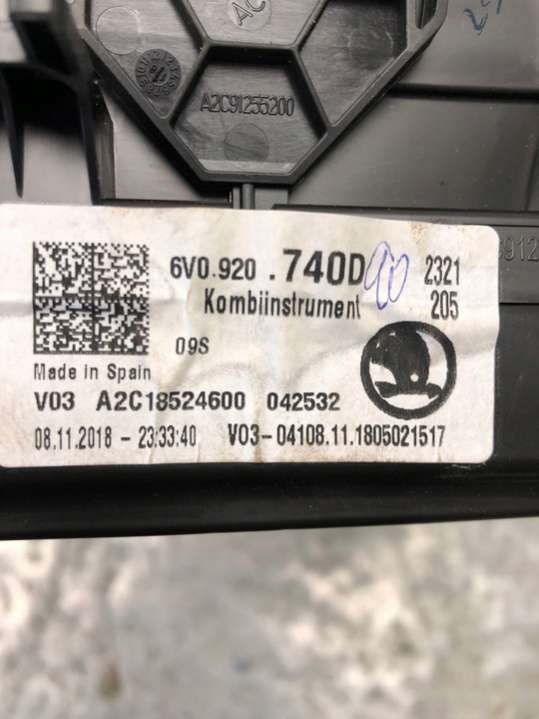 AC
A2C91255200
6V0.920 .740D 2321
Kombiinstrument 205
09S
Made in Spain
V03 A2C18524600 042532
08.11.2018 - 23:33:40 V03-04108.11.1805021517